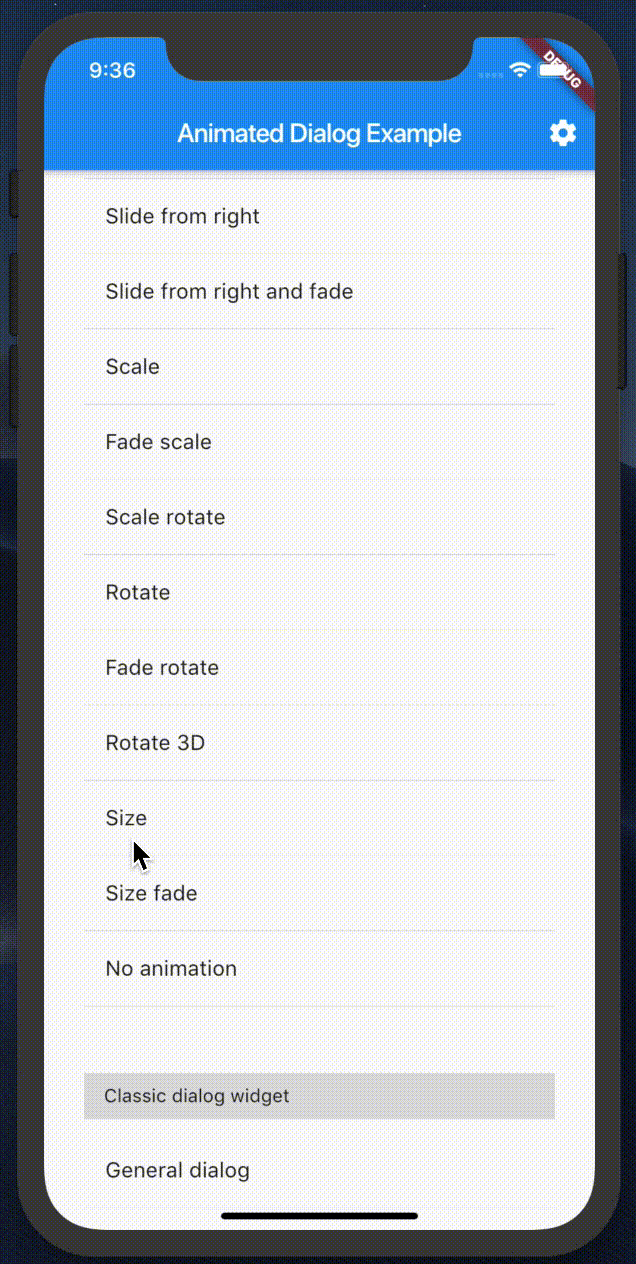 9:36
DEBUG
Animated Dialog Example
Slide from right
Slide from right and fade
Scale
Fade scale
Scale rotate
Rotate
Fade rotate
Rotate 3D
Size
Size fade
No animation
Classic dialog widget
General dialog